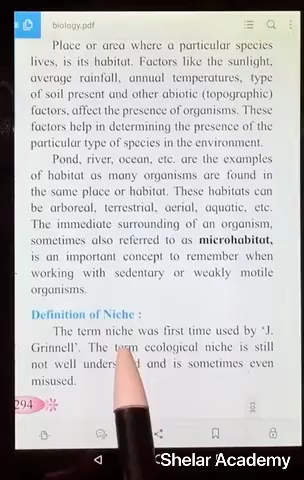 biology.pdf
Place or area where a particular species
lives, is its habitat. Factors like the sunlight,
average rainfall, annual temperatures, type
of soil present and other abiotic (topographic)
factors, affect the presence of organisms. These
factors help in determining the presence of the
particular type of species in the environment.
Pond, river, ocean, etc. are the examples
of habitat as many organisms are found in
the same place or habitat. These habitats can
be arboreal, terrestrial, aerial, aquatic, etc.
The immediate surrounding of an organism,
sometimes also referred to as microhabitat,
is an important concept to remember when
working with sedentary or weakly motile
organisms.
Definition of Niche :
The term niche was first time used by ‘J.
Grinnell’. The term ecological niche is still
not well and is sometimes even
misused.
294
303
Shelar Academy